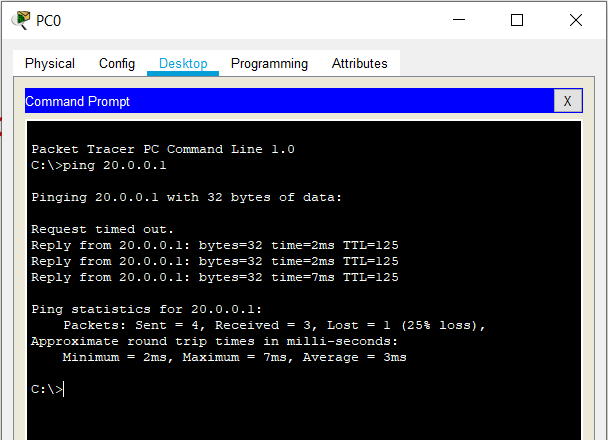 PC0
Physical Config Desktop Programming Attributes
Command Prompt X
Packet Tracer PC Command Line 1.0
C:\>ping 20.0.0.1
Pinging 20.0.0.1 with 32 bytes of data:
Request timed out.
Reply from 20.0.0.1: bytes=32 time=2ms TTL=125
Reply from 20.0.0.1: bytes=32 time=2ms TTL=125
Reply from 20.0.0.1: bytes=32 time=7ms TTL=125
Ping statistics for 20.0.0.1:
    Packets: Sent = 4, Received = 3, Lost = 1 (25% loss),
Approximate round trip times in milli-seconds:
    Minimum = 2ms, Maximum = 7ms, Average = 3ms
C:\>